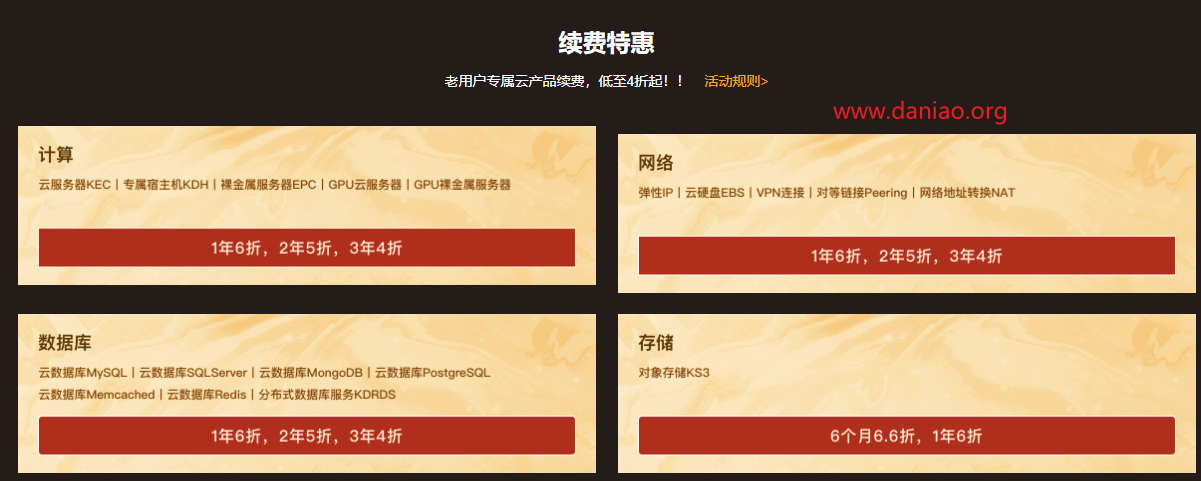 续费特惠
老用户专属云产品续费，低至4折起！！ 活动规则>
www.daniao.org
计算
云服务器KEC | 专属宿主机KDH | 裸金属服务器EPC | GPU云服务器 | GPU裸金属服务器
1年6折，2年5折，3年4折
网络
弹性IP | 云硬盘EBS | VPN连接 | 对等链接Peering | 网络地址转换NAT
1年6折，2年5折，3年4折
数据库
云数据库MySQL | 云数据库SQLServer | 云数据库MongoDB | 云数据库PostgreSQL
云数据库Memcached | 云数据库Redis | 分布式数据库服务KDRDS
1年6折，2年5折，3年4折
存储
对象存储KS3
6个月6.6折，1年6折